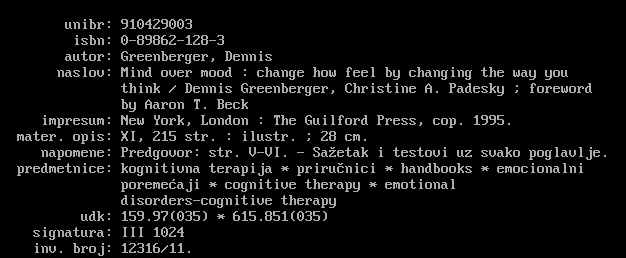 unibr: 910429003
isbn: 0-89862-128-3
autor: Greenberger, Dennis
naslov: Mind over mood : change how feel by changing the way you
think / Dennis Greenberger, Christine A. Padesky ; foreword
by Aaron T. Beck
impresum: New York, London : The Guilford Press, cop. 1995.
mater. opis: XI, 215 str. : ilustr. ; 28 cm.
napomene: Predgovor: str. V-VI. - Sažetak i testovi uz svako poglavlje.
predmetnice: kognitivna terapija * priručnici * handbooks * emocionalni
poremećaji * cognitive therapy * emotional
disorders-cognitive therapy
udk: 159.97(035) * 615.851(035)
signatura: III 1024
inv. broj: 12316/11.